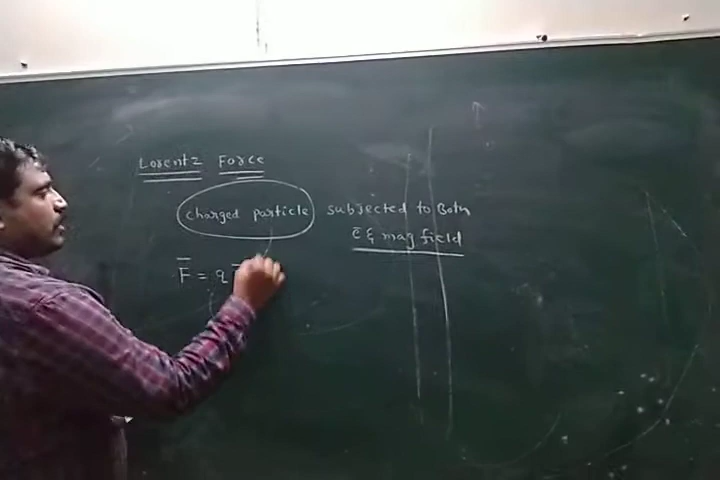 Lorentz Force
charged particle subjected to Both
E & mag field
F̅ = q